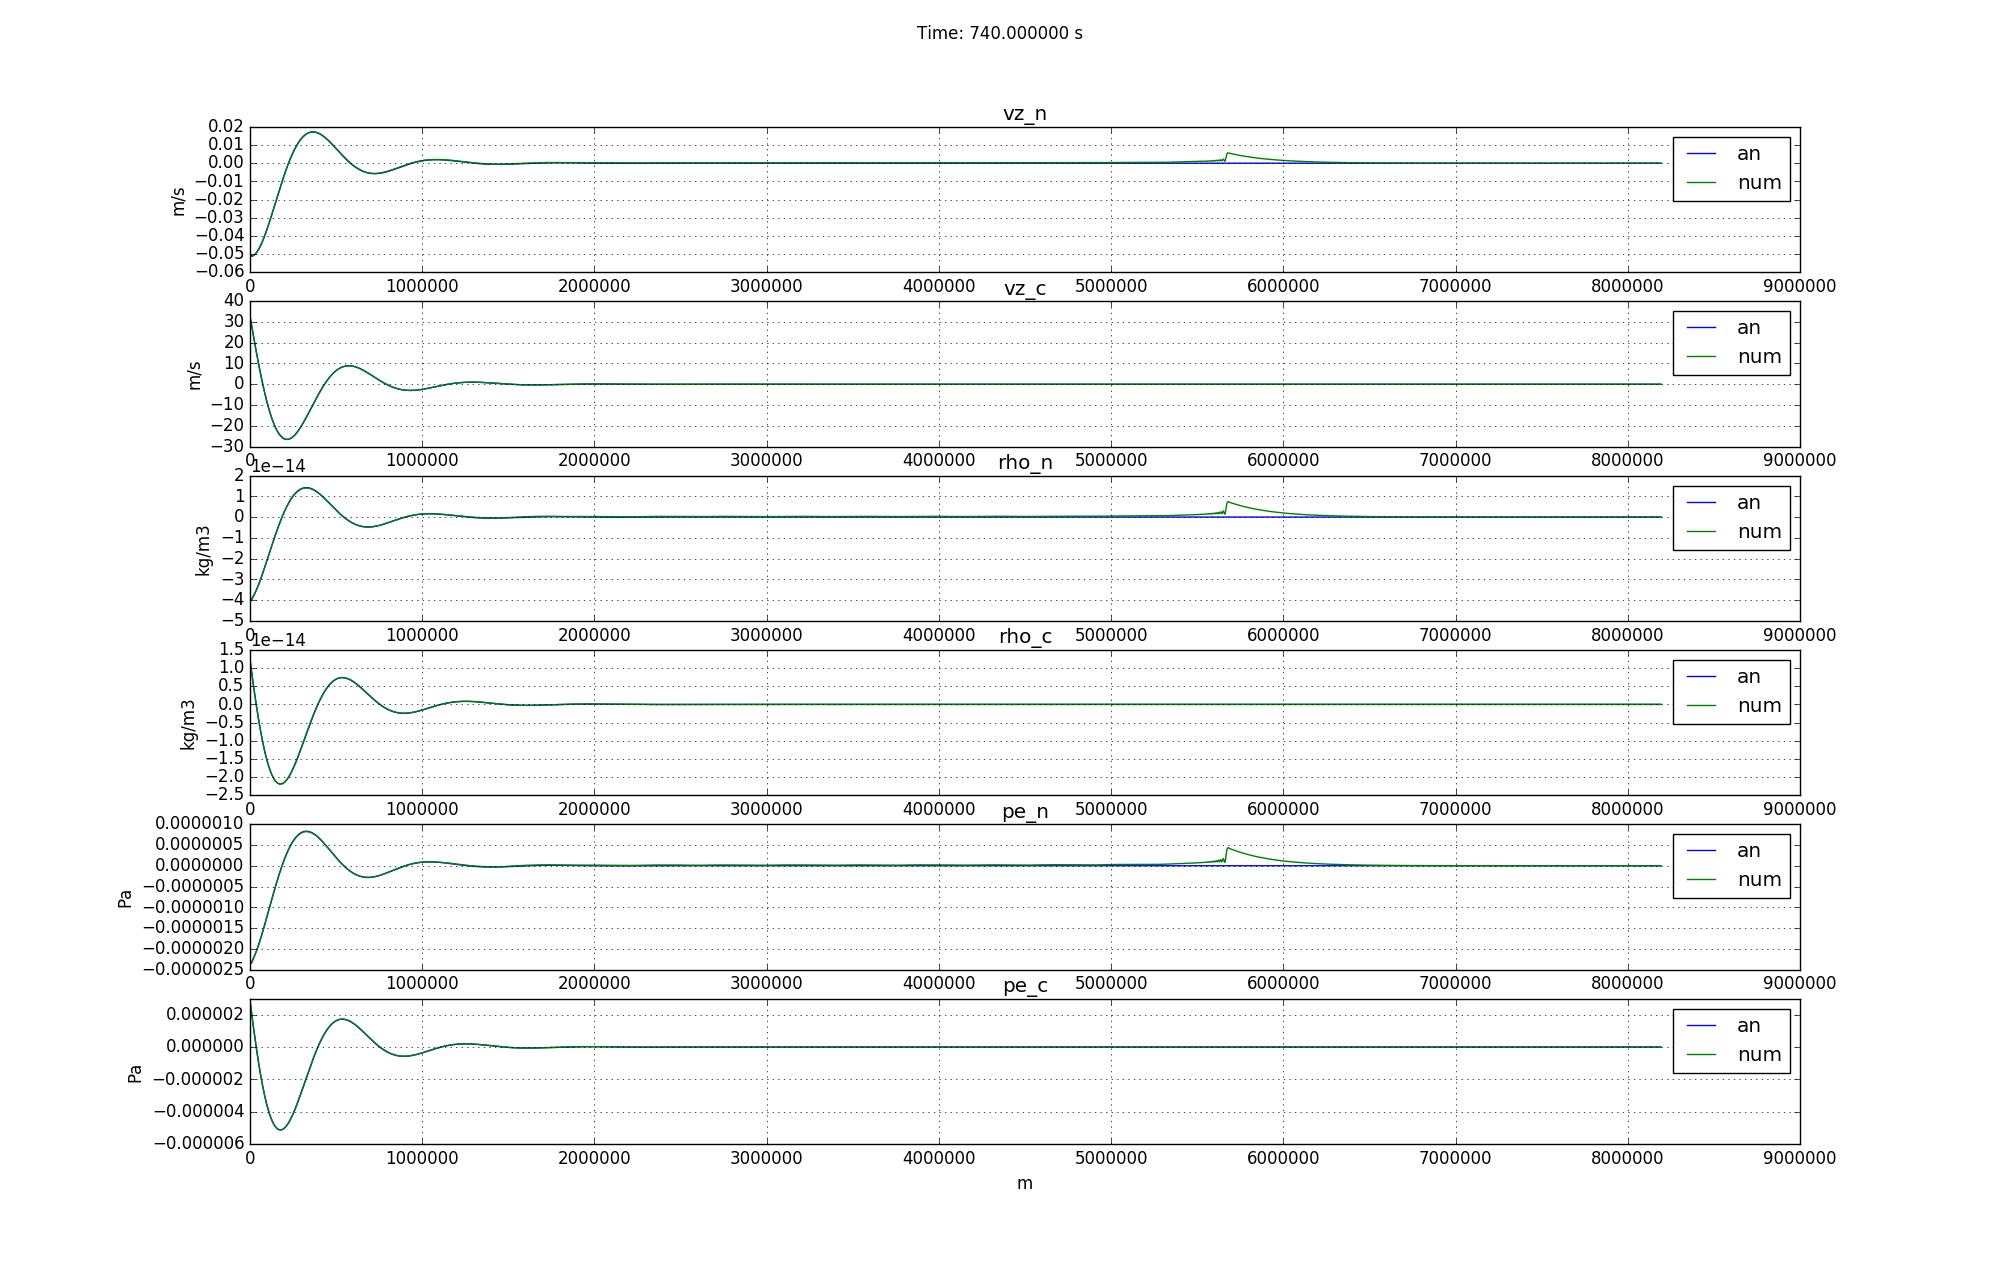 Time: 740.000000 s
vz_n
0.02
0.01
0.00
−0.01
−0.02
−0.03
−0.04
−0.05
−0.06
m/s
an
num
0 1000000 2000000 3000000 4000000 5000000 6000000 7000000 8000000 9000000
vz_c
40
30
20
10
0
−10
−20
−30
m/s
an
num
0 1000000 2000000 3000000 4000000 5000000 6000000 7000000 8000000 9000000
1e−14
rho_n
2
1
0
−1
−2
−3
−4
−5
kg/m3
an
num
0 1000000 2000000 3000000 4000000 5000000 6000000 7000000 8000000 9000000
1e−14
rho_c
1.5
1.0
0.5
0.0
−0.5
−1.0
−1.5
−2.0
−2.5
kg/m3
an
num
0 1000000 2000000 3000000 4000000 5000000 6000000 7000000 8000000 9000000
pe_n
0.0000010
0.0000005
0.0000000
−0.0000005
−0.0000010
−0.0000015
−0.0000020
−0.0000025
Pa
an
num
0 1000000 2000000 3000000 4000000 5000000 6000000 7000000 8000000 9000000
pe_c
0.000002
0.000000
−0.000002
−0.000004
−0.000006
Pa
an
num
0 1000000 2000000 3000000 4000000 5000000 6000000 7000000 8000000 9000000
m